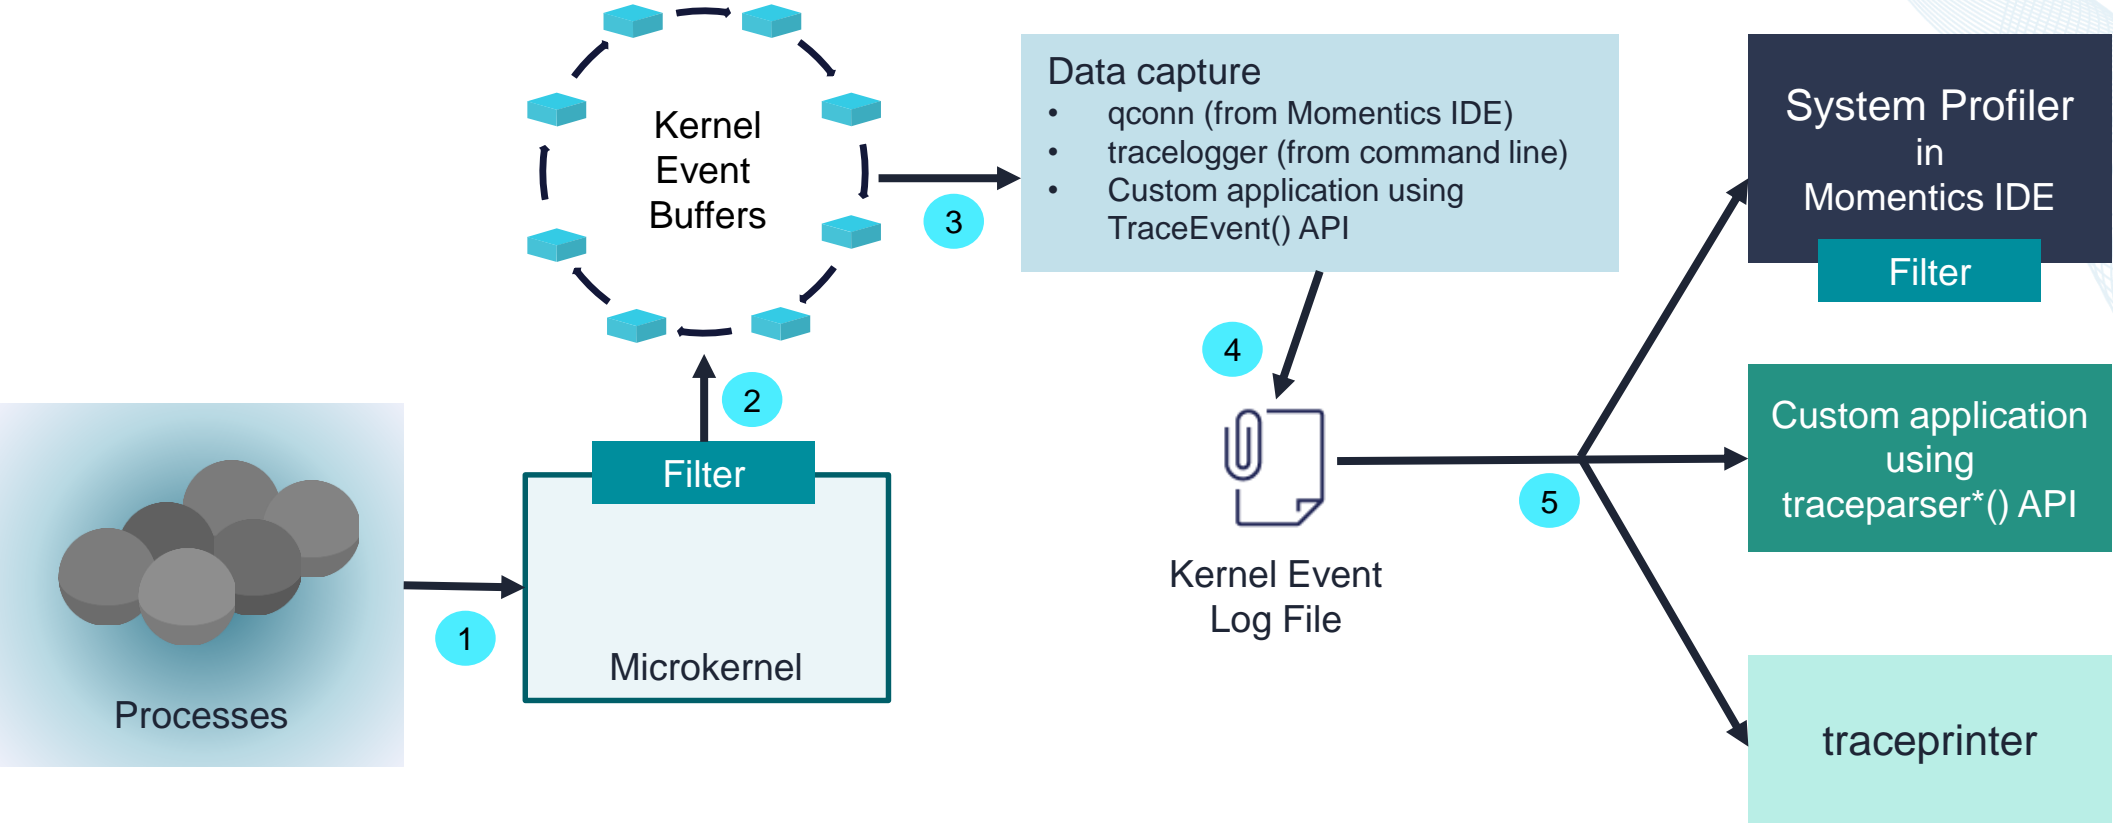 Kernel
Event
Buffers
Data capture
• qconn (from Momentics IDE)
• tracelogger (from command line)
• Custom application using
TraceEvent() API
System Profiler
in
Momentics IDE
Filter
3
4
2
Filter
1
Microkernel
Processes
Kernel Event
Log File
5
Custom application
using
traceparser*() API
traceprinter